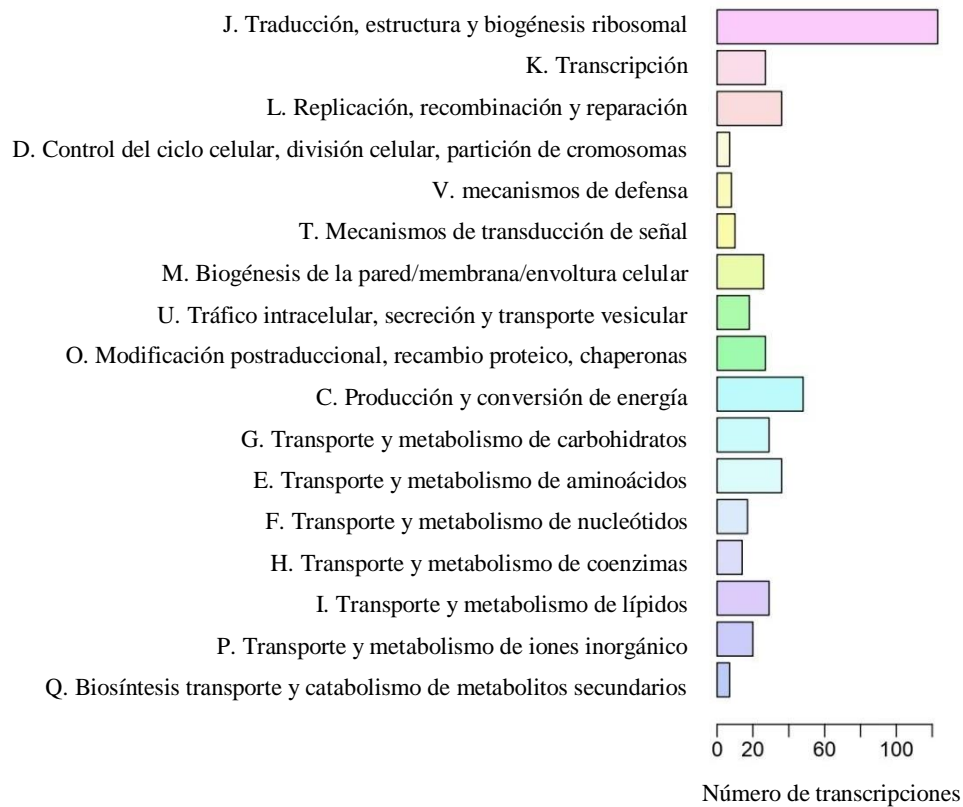 J. Traducción, estructura y biogénesis ribosomal
K. Transcripción
L. Replicación, recombinación y reparación
D. Control del ciclo celular, división celular, partición de cromosomas
V. mecanismos de defensa
T. Mecanismos de transducción de señal
M. Biogénesis de la pared/membrana/envoltura celular
U. Tráfico intracelular, secreción y transporte vesicular
O. Modificación postraduccional, recambio proteico, chaperonas
C. Producción y conversión de energía
G. Transporte y metabolismo de carbohidratos
E. Transporte y metabolismo de aminoácidos
F. Transporte y metabolismo de nucleótidos
H. Transporte y metabolismo de coenzimas
I. Transporte y metabolismo de lípidos
P. Transporte y metabolismo de iones inorgánico
Q. Biosíntesis transporte y catabolismo de metabolitos secundarios
0 20 60 100
Número de transcripciones